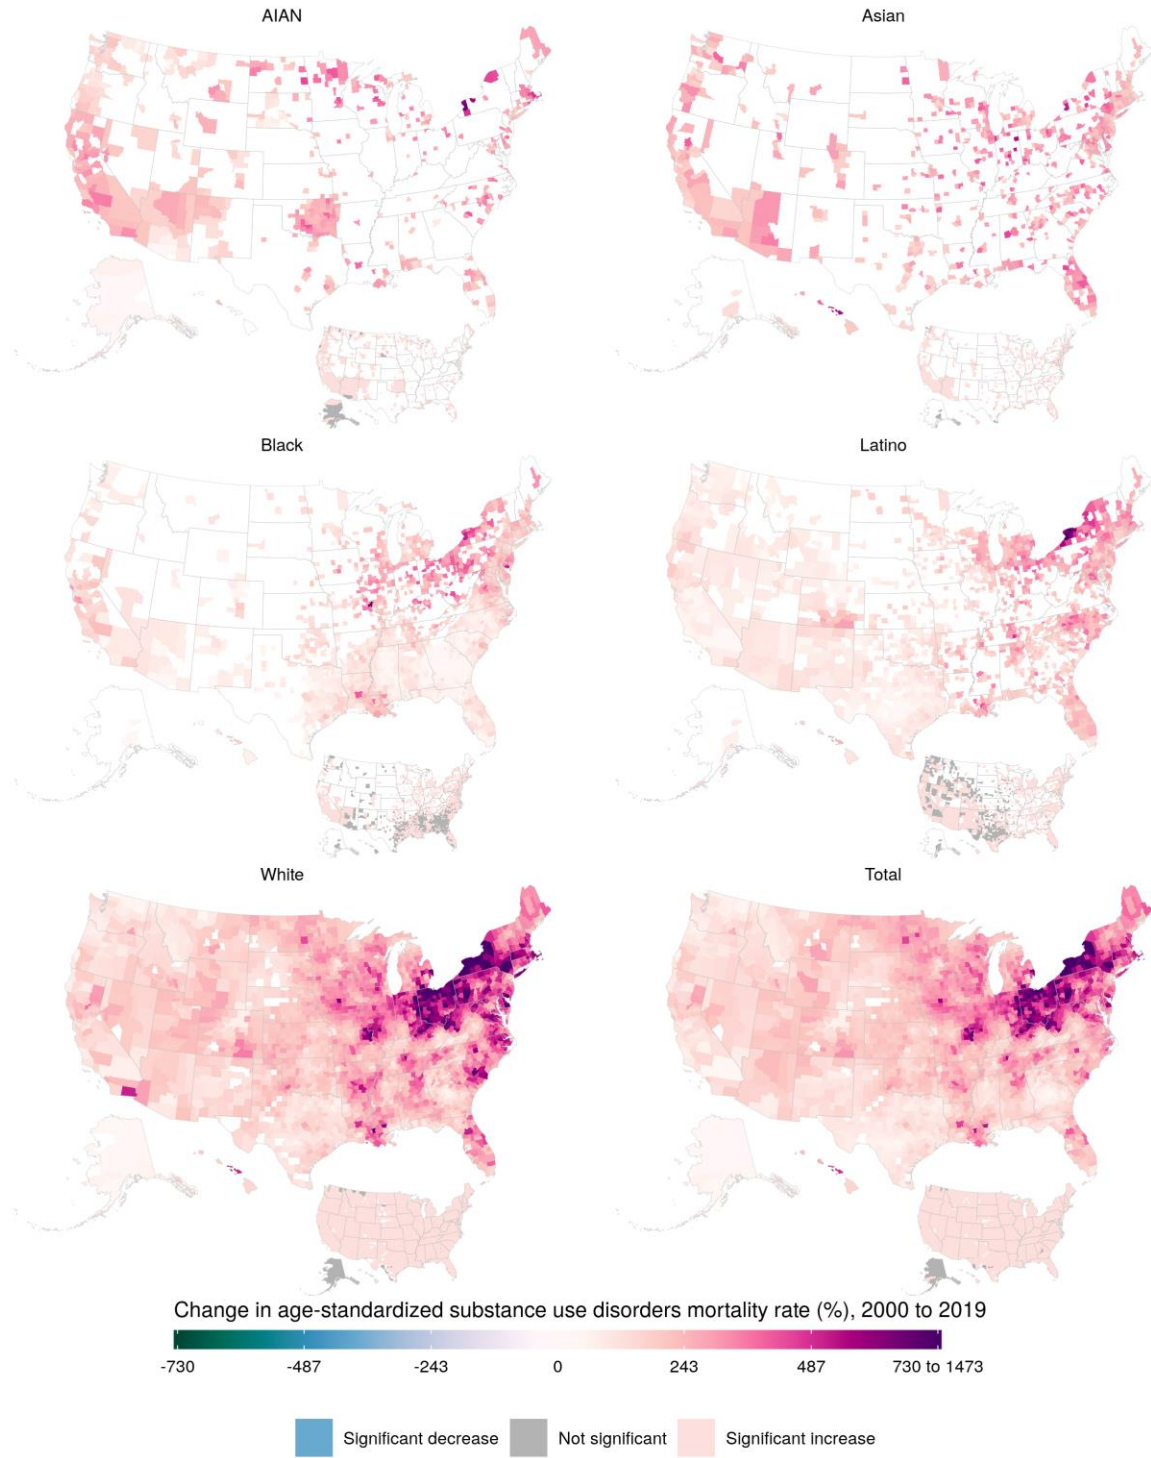 AIAN
Asian
Black
Latino
White
Total
Change in age-standardized substance use disorders mortality rate (%), 2000 to 2019
-730 -487 -243 0 243 487 730 to 1473
Significant decrease Not significant Significant increase